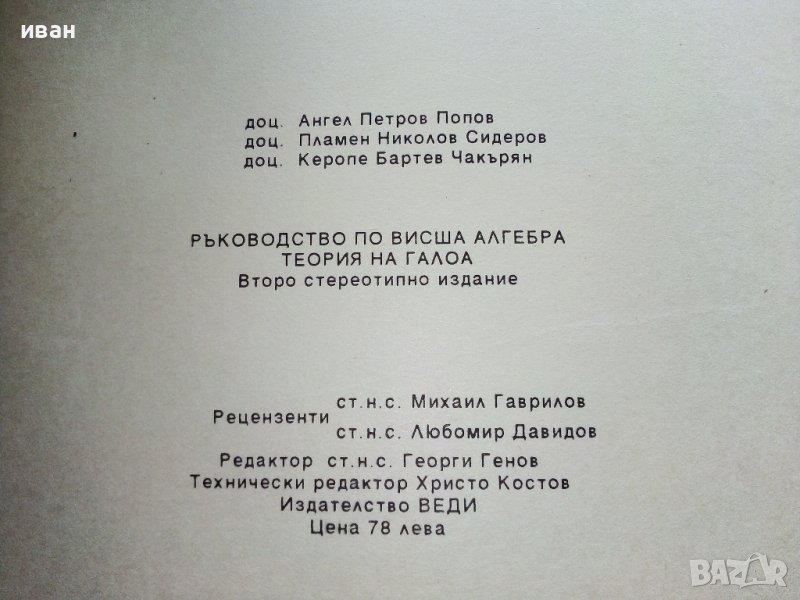 иван
доц. Ангел Петров Попов
доц. Пламен Николов Сидеров
доц. Керопе Бартев Чакърян
РЪКОВОДСТВО ПО ВИСША АЛГЕБРА
ТЕОРИЯ НА ГАЛОА
Второ стереотипно издание
ст.н.с. Михаил Гаврилов
Рецензенти
ст.н.с. Любомир Давидов
Редактор ст.н.с. Георги Генов
Технически редактор Христо Костов
Издателство ВЕДИ
Цена 78 лева
BAZAR